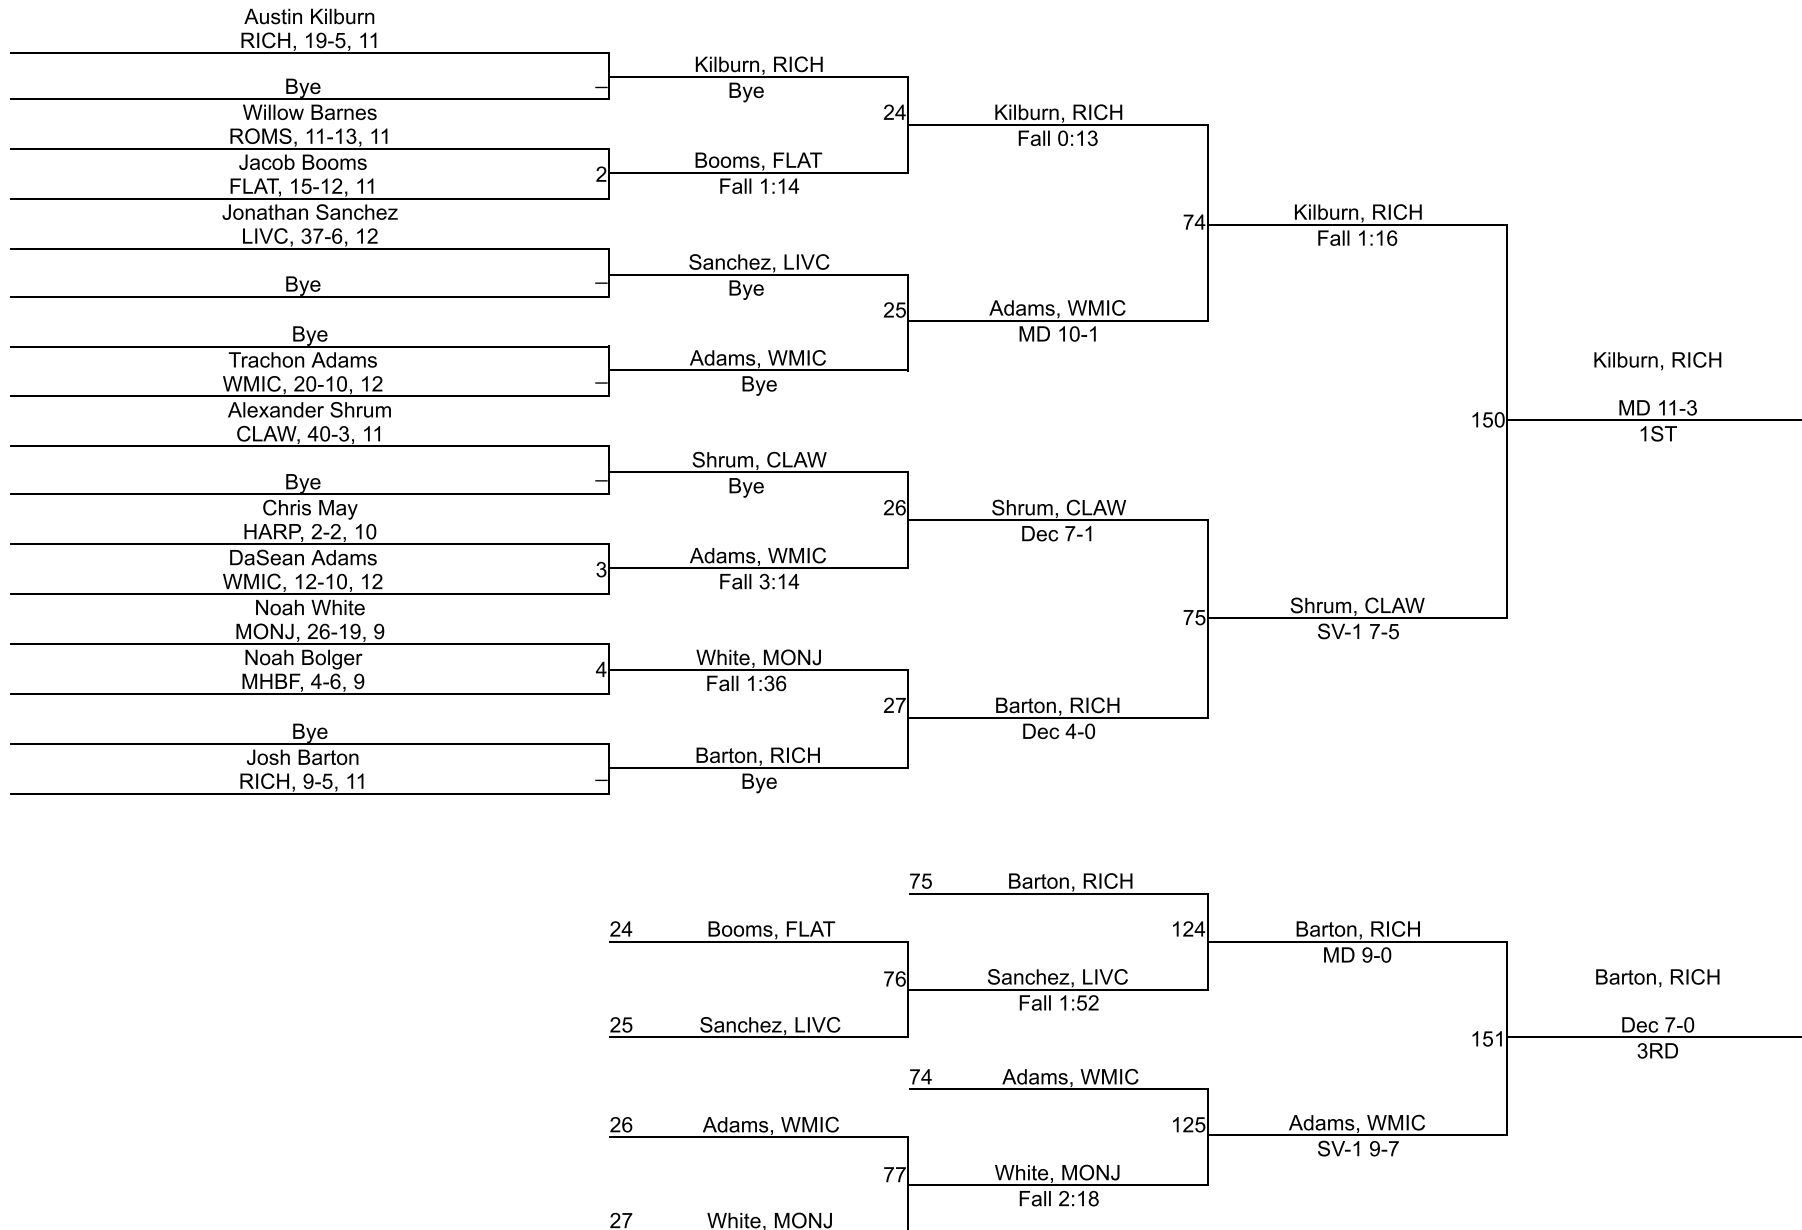 Austin Kilburn
RICH, 19-5, 11
Bye
–
Willow Barnes
ROMS, 11-13, 11
Jacob Booms
2
FLAT, 15-12, 11
Jonathan Sanchez
LIVC, 37-6, 12
Bye
–
Bye
Trachon Adams
WMIC, 20-10, 12
–
Alexander Shrum
CLAW, 40-3, 11
Bye
–
Chris May
HARP, 2-2, 10
DaSean Adams
3
WMIC, 12-10, 12
Noah White
MONJ, 26-19, 9
Noah Bolger
4
MHBF, 4-6, 9
Bye
Josh Barton
RICH, 9-5, 11
–
Kilburn, RICH
Bye
24
Booms, FLAT
Fall 1:14
Sanchez, LIVC
Bye
25
Adams, WMIC
Bye
Shrum, CLAW
Bye
26
Adams, WMIC
Fall 3:14
White, MONJ
Fall 1:36
27
Barton, RICH
Bye
Kilburn, RICH
Fall 0:13
74
Adams, WMIC
MD 10-1
Shrum, CLAW
Dec 7-1
75
Barton, RICH
Dec 4-0
Kilburn, RICH
Fall 1:16
150
Shrum, CLAW
SV-1 7-5
Kilburn, RICH
MD 11-3
1ST
24 Booms, FLAT
76
25 Sanchez, LIVC
26 Adams, WMIC
77
27 White, MONJ
75 Barton, RICH
124
Sanchez, LIVC
Fall 1:52
74 Adams, WMIC
125
White, MONJ
Fall 2:18
Barton, RICH
MD 9-0
151
Adams, WMIC
SV-1 9-7
Barton, RICH
Dec 7-0
3RD